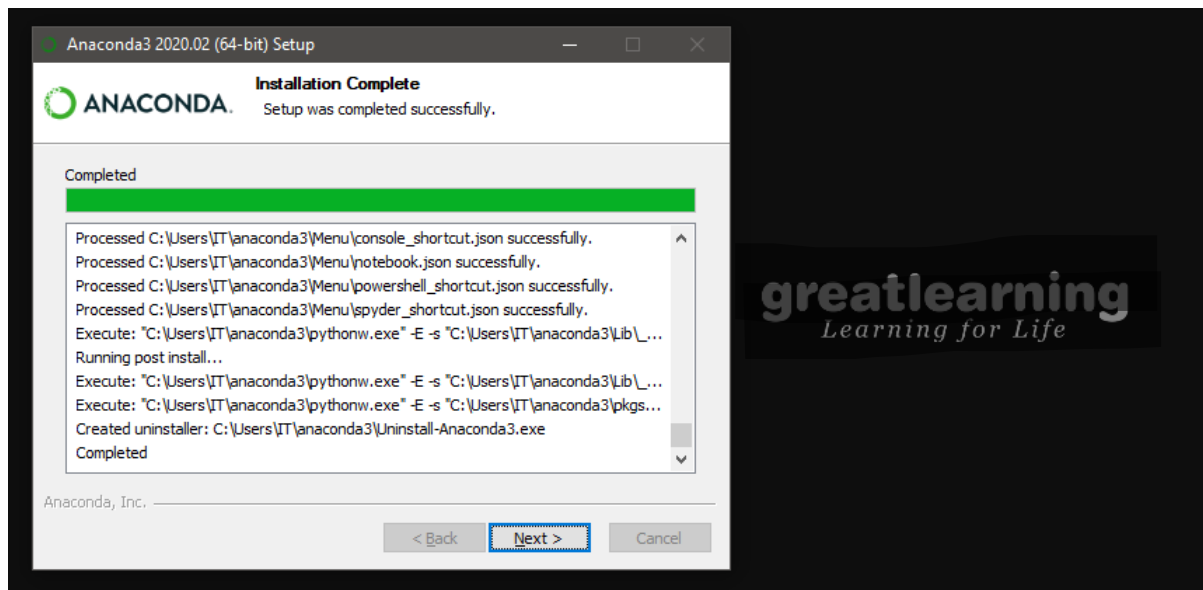 Anaconda3 2020.02 (64-bit) Setup
ANACONDA.
Installation Complete
Setup was completed successfully.
Completed
Processed C:\Users\IT\anaconda3\Menu\console_shortcut.json successfully.
Processed C:\Users\IT\anaconda3\Menu\notebook.json successfully.
Processed C:\Users\IT\anaconda3\Menu\powershell_shortcut.json successfully.
Processed C:\Users\IT\anaconda3\Menu\spyder_shortcut.json successfully.
Execute: "C:\Users\IT\anaconda3\pythonw.exe" -E -s "C:\Users\IT\anaconda3\Lib\_...
Running post install...
Execute: "C:\Users\IT\anaconda3\pythonw.exe" -E -s "C:\Users\IT\anaconda3\Lib\_...
Execute: "C:\Users\IT\anaconda3\pythonw.exe" -E -s "C:\Users\IT\anaconda3\pkgs...
Created uninstaller: C:\Users\IT\anaconda3\Uninstall-Anaconda3.exe
Completed
Anaconda, Inc.
< Back
Next >
Cancel
greatlearning
Learning for Life